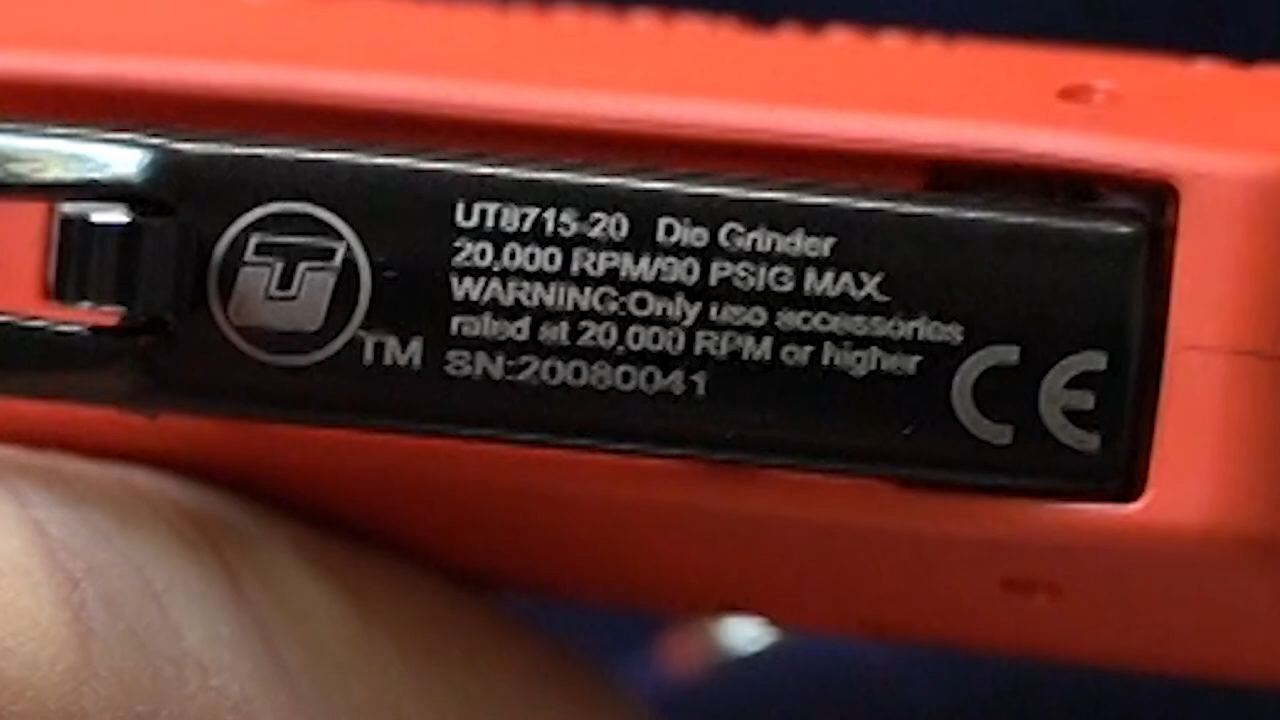 UT8715-20 Die Grinder
20,000 RPM/90 PSIG MAX.
WARNING:Only use accessories
rated at 20,000 RPM or higher
TM SN:20080041
CE